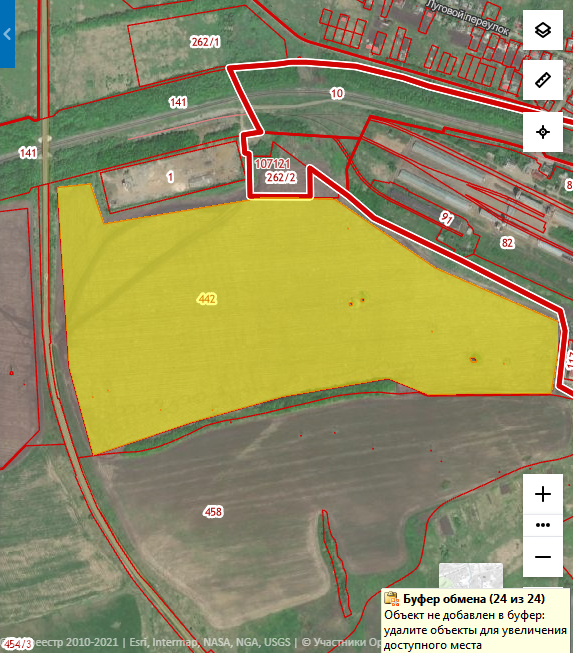 Луговой переулок
262/1
10
141
141
107121
262/2
1
8
91
82
442
117
458
454/3
еестр 2010-2021 | Esri, Intermap, NASA, NGA, USGS | © Участники Op
Буфер обмена (24 из 24)
Объект не добавлен в буфер:
удалите объекты для увеличения
доступного места